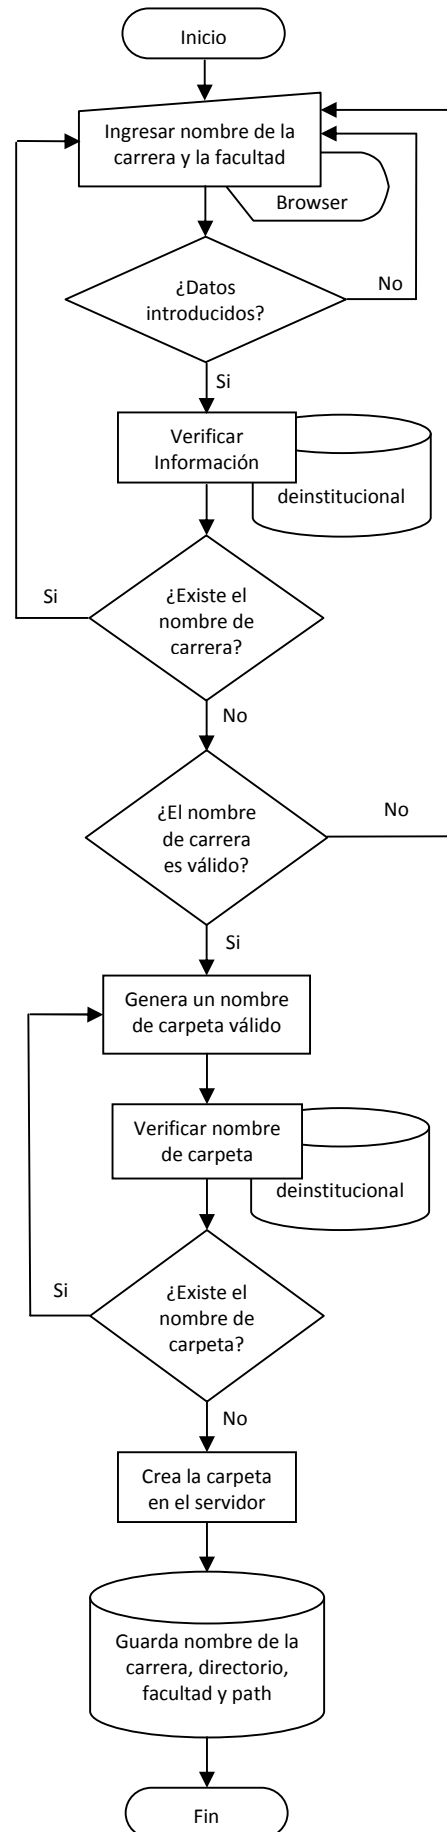 Inicio
Ingresar nombre de la
carrera y la facultad
Browser
¿Datos
introducidos?
No
Si
Verificar
Información
deinstitucional
¿Existe el
nombre de
carrera?
Si
No
¿El nombre
de carrera
es válido?
No
Si
Genera un nombre
de carpeta válido
Verificar nombre
de carpeta
deinstitucional
¿Existe el
nombre de
carpeta?
Si
No
Crea la carpeta
en el servidor
Guarda nombre de la
carrera, directorio,
facultad y path
Fin